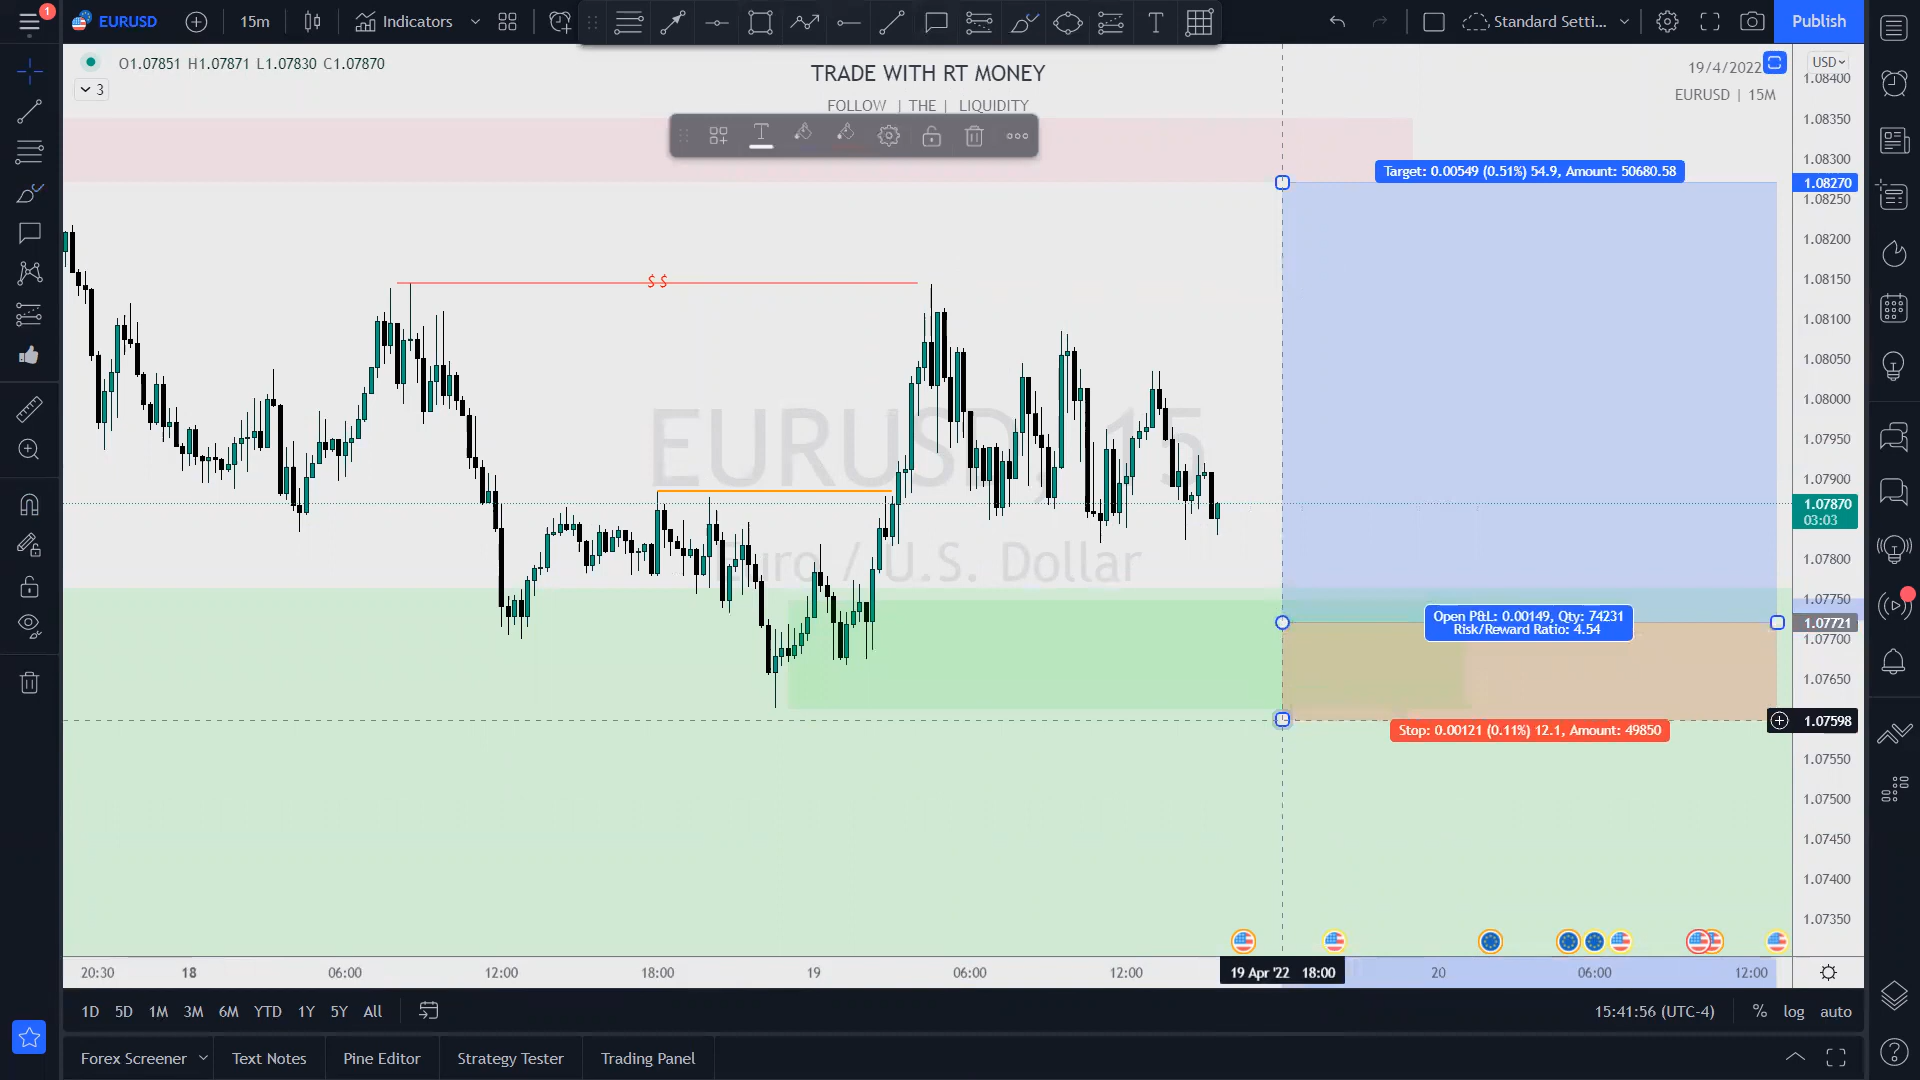 1
EURUSD
15m
Indicators
Standard Setti...
Publish
O1.07851 H1.07871 L1.07830 C1.07870
3
TRADE WITH RT MONEY
FOLLOW | THE | LIQUIDITY
19/4/2022
EURUSD | 15M
USD
T
T
Target: 0.00549 (0.51%) 54.9, Amount: 50680.58
$ $
EURUSD, 15
Euro / U.S. Dollar
Open P&L: 0.00149, Qty: 74231
Risk/Reward Ratio: 4.54
Stop: 0.00121 (0.11%) 12.1, Amount: 49850
1.08400
1.08350
1.08300
1.08270
1.08250
1.08200
1.08150
1.08100
1.08050
1.08000
1.07950
1.07900
1.07870
03:03
1.07800
1.07750
1.07721
1.07700
1.07650
1.07598
1.07550
1.07500
1.07450
1.07400
1.07350
20:30
18
06:00
12:00
18:00
19
06:00
12:00
19 Apr '22 18:00
20
06:00
12:00
1D 5D 1M 3M 6M YTD 1Y 5Y All
15:41:56 (UTC-4)
% log auto
Forex Screener
Text Notes
Pine Editor
Strategy Tester
Trading Panel